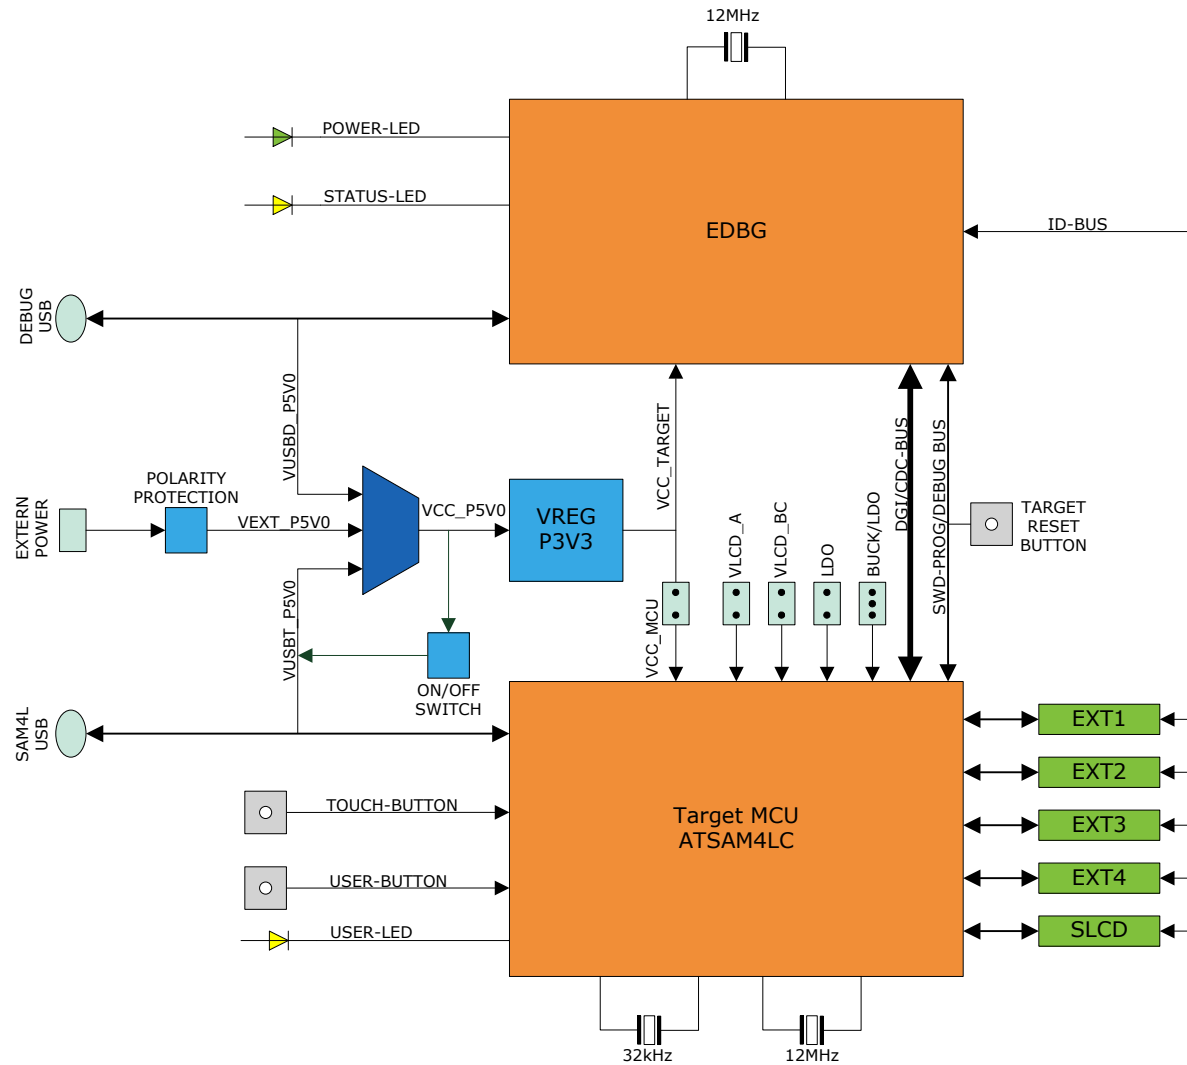 12MHz
POWER-LED
STATUS-LED
EDBG
ID-BUS
DEBUG
USB
VUSBD_P5V0
VCC_TARGET
DGI/CDC-BUS
SWD-PROG/DEBUG BUS
POLARITY
PROTECTION
EXTERN
POWER
VEXT_P5V0
VCC_P5V0
VREG
P3V3
VLCD_A
VLCD_BC
LDO
BUCK/LDO
TARGET
RESET
BUTTON
VUSBT_P5V0
VCC_MCU
ON/OFF
SWITCH
SAM4L
USB
EXT1
EXT2
TOUCH-BUTTON
Target MCU
ATSAM4LC
EXT3
USER-BUTTON
EXT4
USER-LED
SLCD
32kHz
12MHz